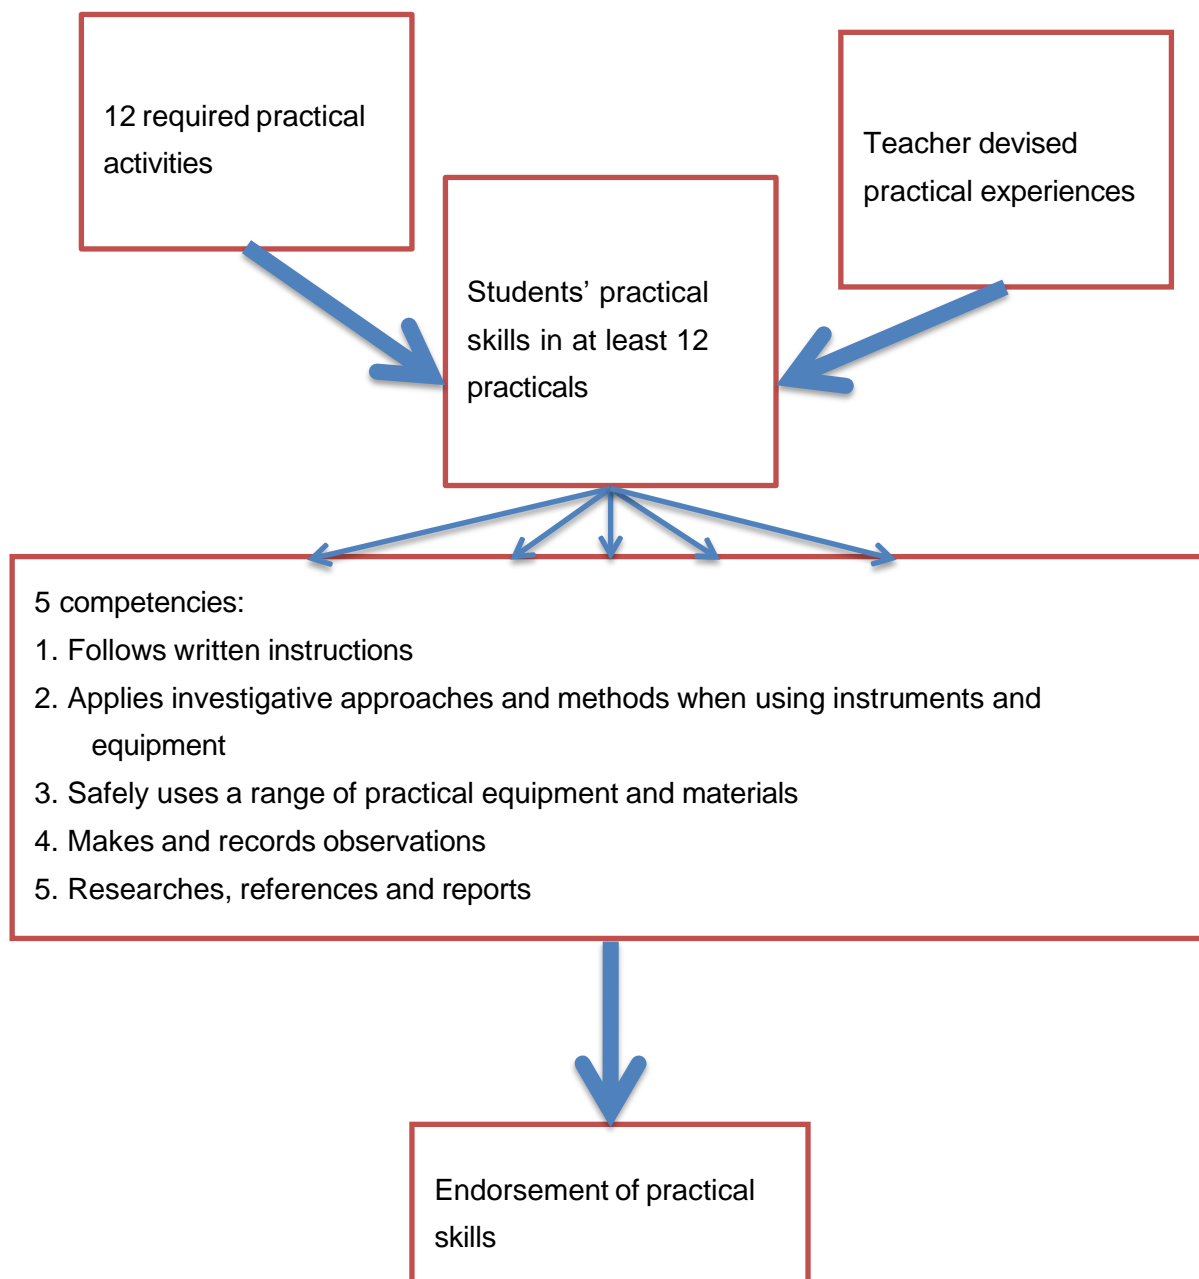 12 required practical
activities
Teacher devised
practical experiences
Students’ practical
skills in at least 12
practicals
5 competencies:
1. Follows written instructions
2. Applies investigative approaches and methods when using instruments and
equipment
3. Safely uses a range of practical equipment and materials
4. Makes and records observations
5. Researches, references and reports
Endorsement of practical
skills